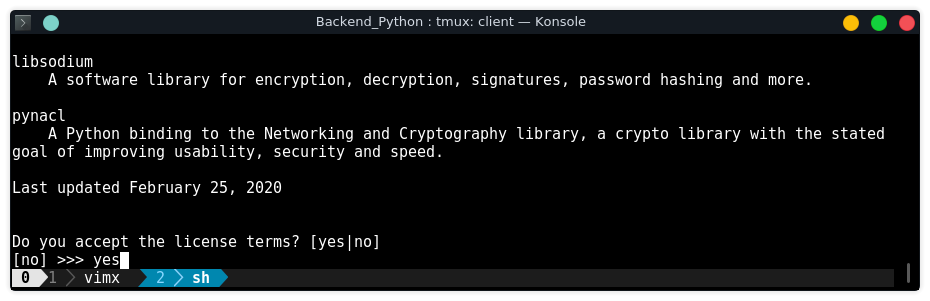 Backend_Python : tmux: client — Konsole
libsodium
    A software library for encryption, decryption, signatures, password hashing and more.
pynacl
    A Python binding to the Networking and Cryptography library, a crypto library with the stated
goal of improving usability, security and speed.
Last updated February 25, 2020
Do you accept the license terms? [yes|no]
[no] >>> yes
0 1 vimx 2 sh